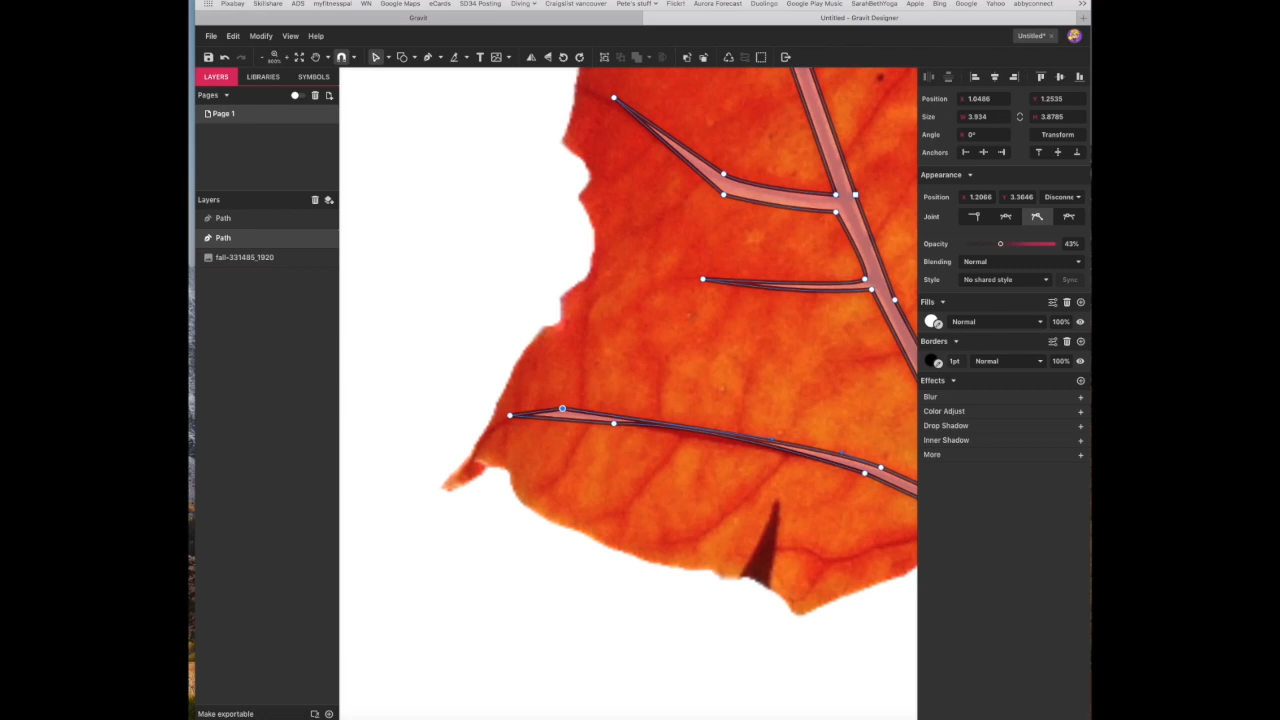 Pixabay Skillshare ADS myfitnesspal WN Google Maps eCards SD34 Posting Diving Craigslist vancouver Pete's stuff Flickr Aurora Forecast Duolingo Google Play Music SarahBethYoga Apple Bing Google Yahoo abbyconnect >>
Gravit Untitled - Gravit Designer +
File Edit Modify View Help Untitled* ×
- 800% + T
LAYERS LIBRARIES SYMBOLS
Pages
Page 1
Layers
Path
Path
fall-331485_1920
Make exportable
Position X 1.0486 Y 1.2535
Size W 3.934 H 3.8785
Angle 0° Transform
Anchors
Appearance
Position X 1.2066 Y 3.3646 Disconne
Joint
Opacity 43%
Blending Normal
Style No shared style Sync
Fills
Normal 100%
Borders
1pt Normal 100%
Effects
Blur +
Color Adjust +
Drop Shadow +
Inner Shadow +
More +